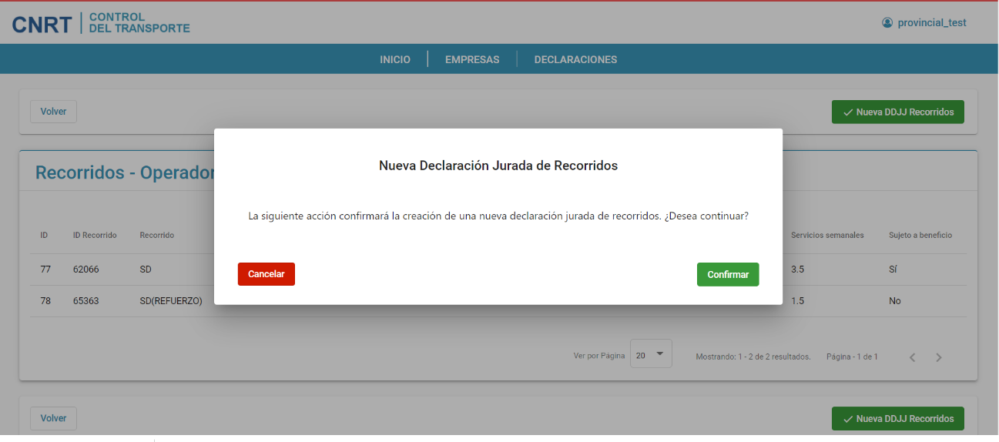 CNRT
CONTROL
DEL TRANSPORTE
provincial_test
INICIO EMPRESAS DECLARACIONES
Volver
Nueva DDJJ Recorridos
Recorridos - Operador
Nueva Declaración Jurada de Recorridos
La siguiente acción confirmará la creación de una nueva declaración jurada de recorridos. ¿Desea continuar?
Cancelar
Confirmar
ID ID Recorrido Recorrido Servicios semanales Sujeto a beneficio
77 62066 SD 3.5 Sí
78 65363 SD(REFUERZO) 1.5 No
Ver por Página 20 Mostrando: 1 - 2 de 2 resultados. Página - 1 de 1
Volver
Nueva DDJJ Recorridos